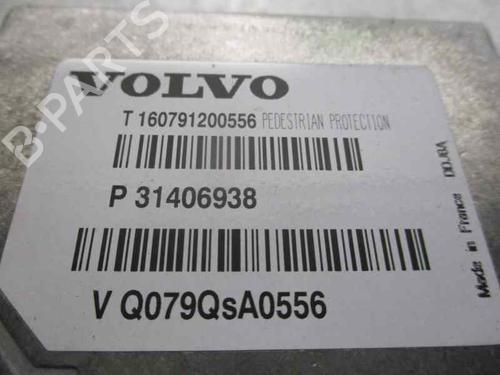 B-PARTS
VOLVO
T 160791200556 PEDESTRIAN PROTECTION
P 31406938
V Q079QsA0556
Made in France DDJBA